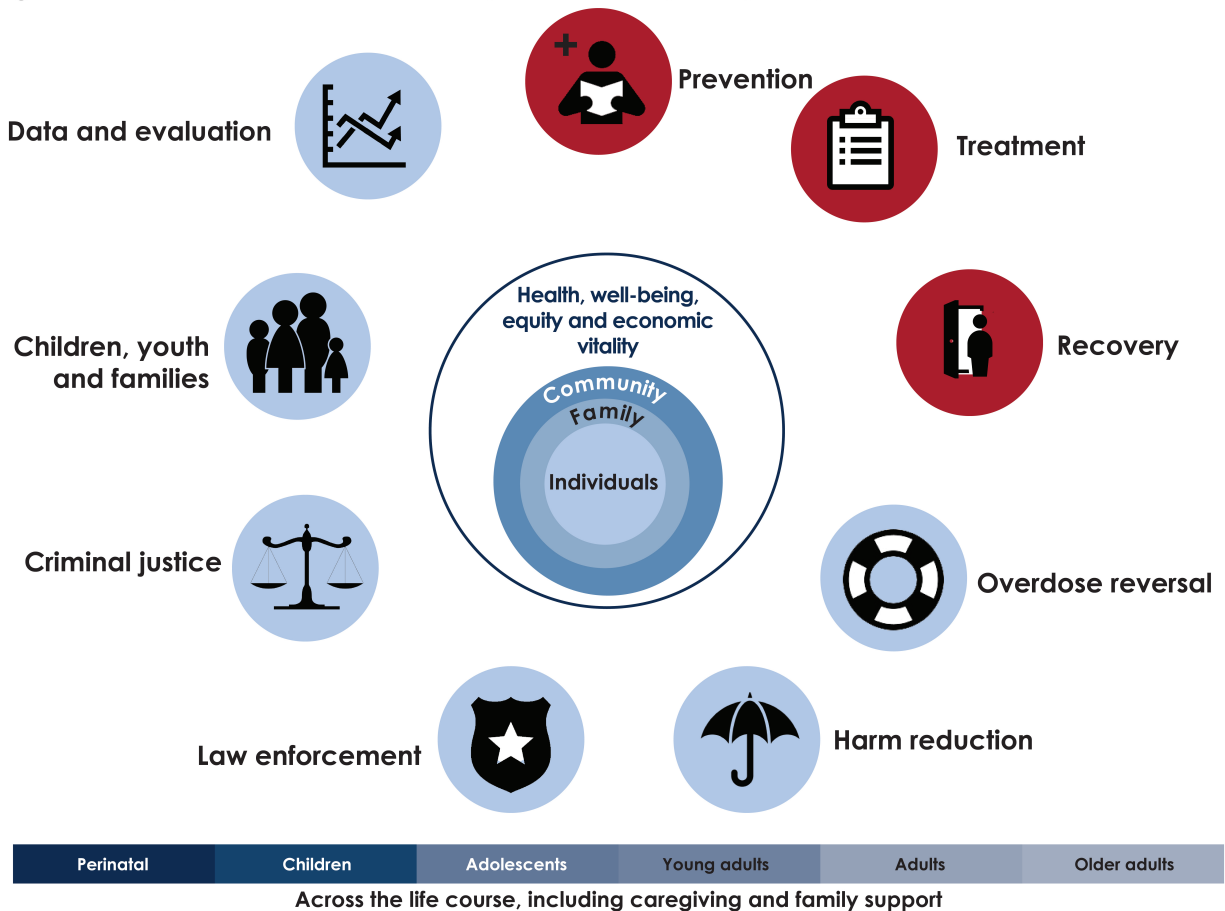 Prevention
Data and evaluation
Treatment
Health, well-being,
equity and economic
vitality
Children, youth
and families
Recovery
Community
Family
Individuals
Criminal justice
Overdose reversal
Law enforcement
Harm reduction
Perinatal
Children
Adolescents
Young adults
Adults
Older adults
Across the life course, including caregiving and family support